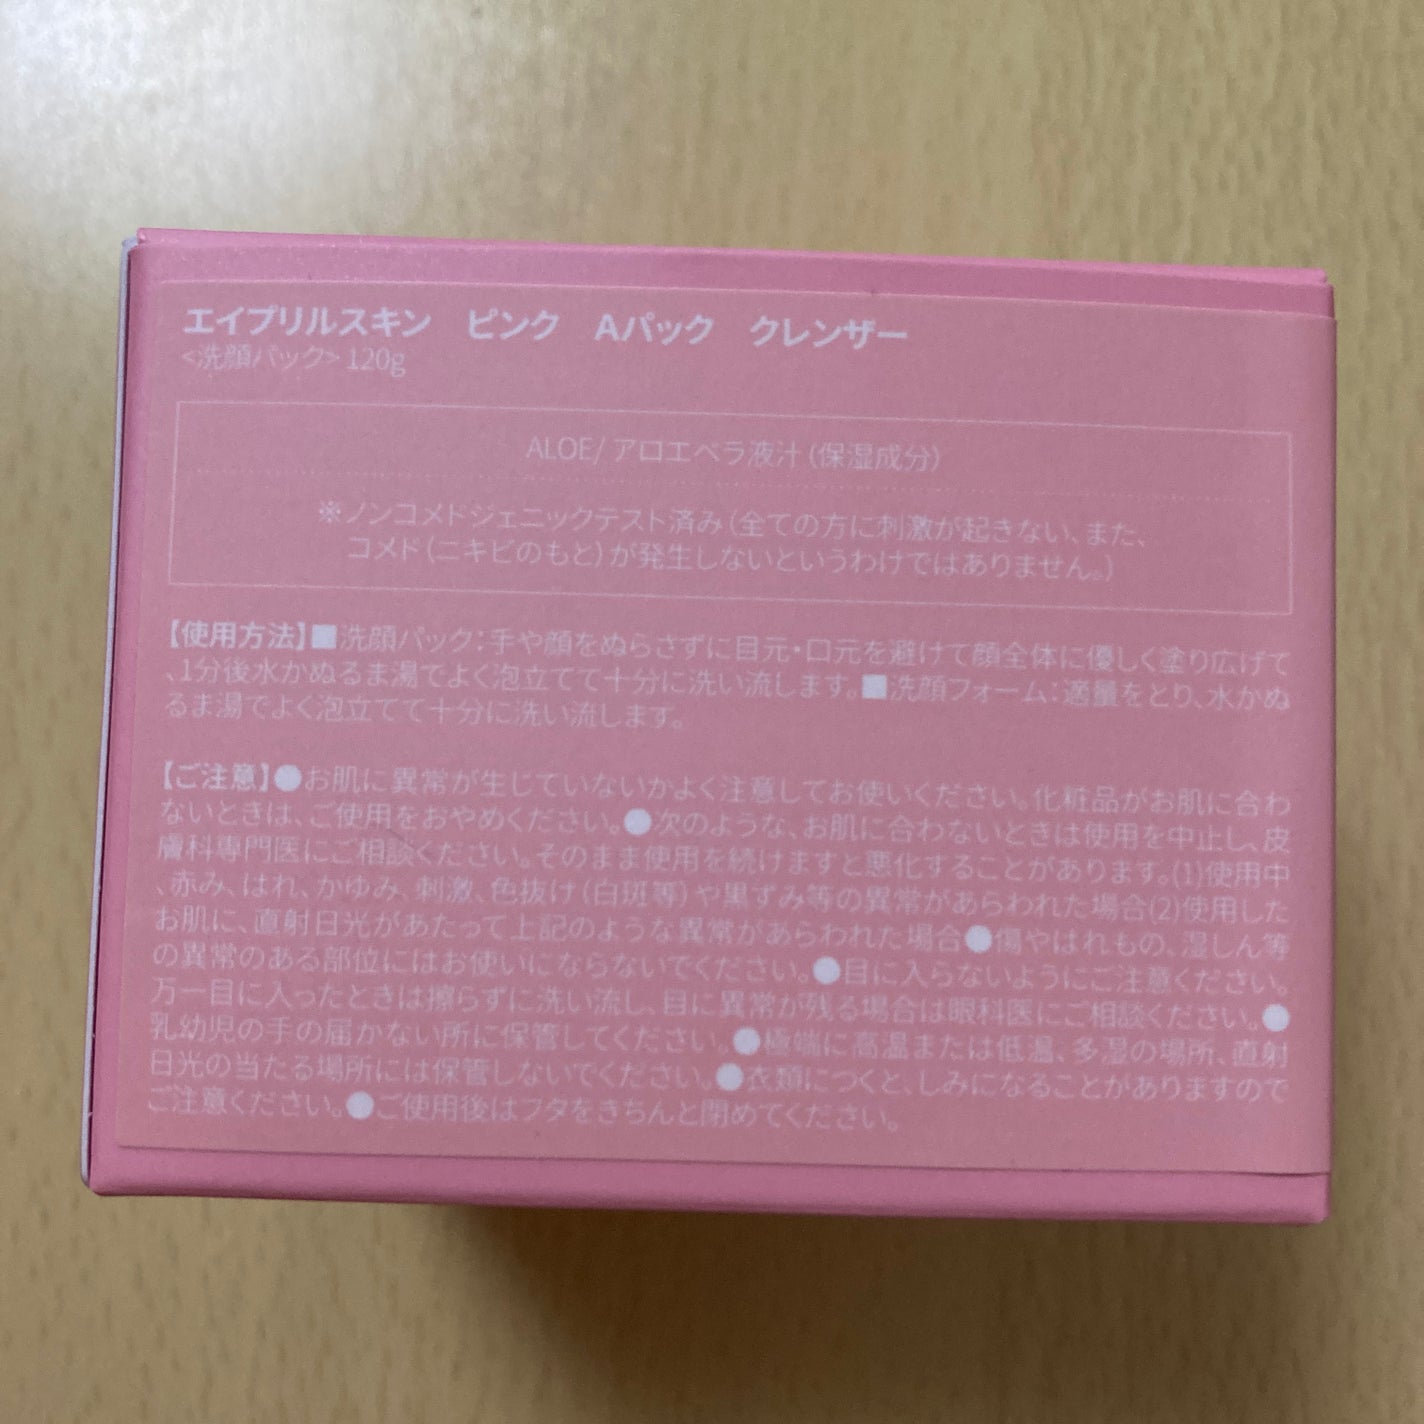 エイプリルスキン ピンク Aパック クレンザー
<洗顔パック> 120g
ALOE/ アロエベラ液汁 (保湿成分)
※ノンコメドジェニックテスト済み (全ての方に刺激が起きない、また、
コメド (ニキビのもと) が発生しないというわけではありません。)
【使用方法】■洗顔パック：手や顔をぬらさずに目元・口元を避けて顔全体に優しく塗り広げて
、1分後水かぬるま湯でよく泡立てて十分に洗い流します。■洗顔フォーム：適量をとり、水かぬ
るま湯でよく泡立てて十分に洗い流します。
【ご注意】●お肌に異常が生じていないかよく注意してお使いください。化粧品がお肌に合わ
ないときは、ご使用をおやめください。●次のような、お肌に合わないときは使用を中止し、皮
膚科専門医にご相談ください。そのまま使用を続けますと悪化することがあります。(1)使用中
、赤み、はれ、かゆみ、刺激、色抜け (白斑等) や黒ずみ等の異常があらわれた場合(2)使用した
お肌に、直射日光があたって上記のような異常があらわれた場合●傷やはれもの、湿しん等
の異常のある部位にはお使いにならないでください。●目に入らないようにご注意ください。
万一目に入ったときは擦らずに洗い流し、目に異常が残る場合は眼科医にご相談ください。●
乳幼児の手の届かない所に保管してください。●極端に高温または低温、多湿の場所、直射
日光の当たる場所には保管しないでください。●衣類につくと、しみになることがありますので
ご注意ください。●ご使用後はフタをきちんと閉めてください。